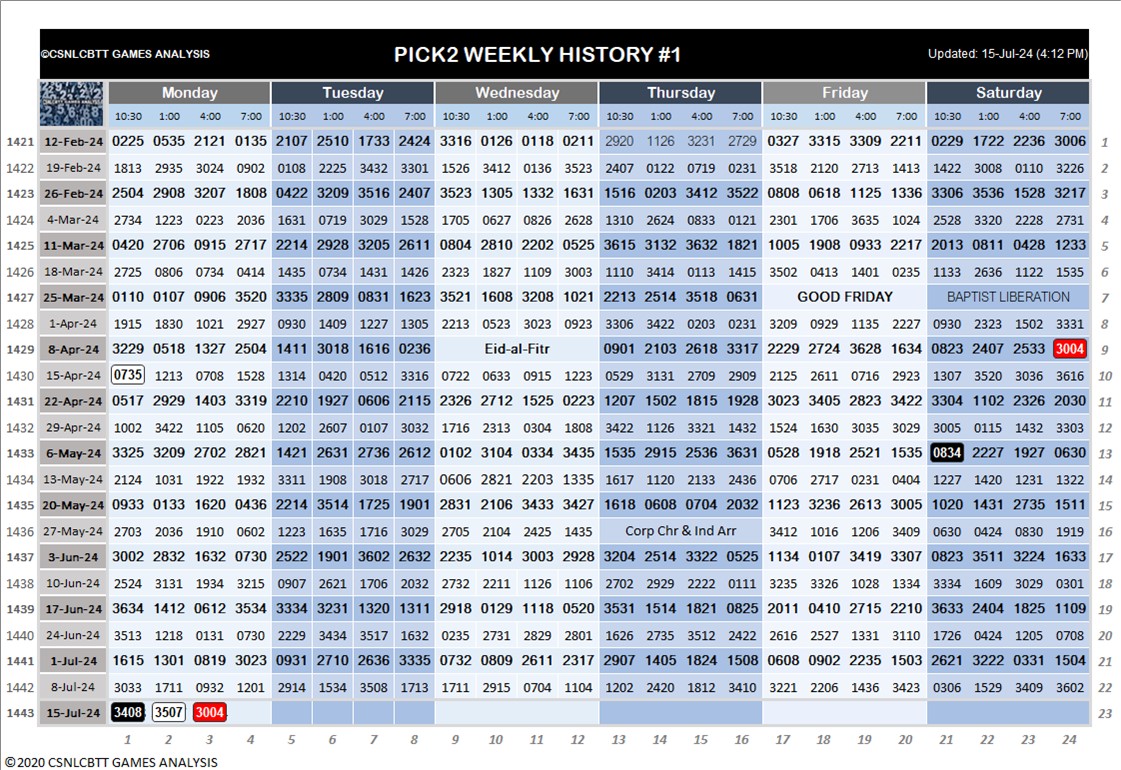 ©CSNLCBTT GAMES ANALYSIS PICK2 WEEKLY HISTORY #1 Updated: 15-Jul-24 (4:12 PM)
Monday Tuesday Wednesday Thursday Friday Saturday
10:30 1:00 4:00 7:00 10:30 1:00 4:00 7:00 10:30 1:00 4:00 7:00 10:30 1:00 4:00 7:00 10:30 1:00 4:00 7:00 10:30 1:00 4:00 7:00
1421 12-Feb-24 0225 0535 2121 0135 2107 2510 1733 2424 3316 0126 0118 0211 2920 1126 3231 2729 0327 3315 3309 2211 0229 1722 2236 3006 1
1422 19-Feb-24 1813 2935 3024 0902 0108 2225 3432 3301 1526 3412 0136 3523 2407 0122 0719 0231 3518 2120 2713 1413 1422 3008 0110 3226 2
1423 26-Feb-24 2504 2908 3207 1808 0422 3209 3516 2407 3523 1305 1332 1631 1516 0203 3412 3522 0808 0618 1125 1336 3306 3536 1528 3217 3
1424 4-Mar-24 2734 1223 0223 2036 1631 0719 3029 1528 1705 0627 0826 2628 1310 2624 0833 0121 2301 1706 3635 1024 2528 3320 2228 2731 4
1425 11-Mar-24 0420 2706 0915 2717 2214 2928 3205 2611 0804 2810 2202 0525 3615 3132 3632 1821 1005 1908 0933 2217 2013 0811 0428 1233 5
1426 18-Mar-24 2725 0806 0734 0414 1435 0734 1431 1426 2323 1827 1109 3003 1110 3414 0113 1415 3502 0413 1401 0235 1133 2636 1122 1535 6
1427 25-Mar-24 0110 0107 0906 3520 3335 2809 0831 1623 3521 1608 3208 1021 2213 2514 3518 0631 GOOD FRIDAY BAPTIST LIBERATION 7
1428 1-Apr-24 1915 1830 1021 2927 0930 1409 1227 1305 2213 0523 3023 0923 3306 3422 0203 0231 3209 0929 1135 2227 0930 2323 1502 3331 8
1429 8-Apr-24 3229 0518 1327 2504 1411 3018 1616 0236 Eid-al-Fitr 0901 2103 2618 3317 2229 2724 3628 1634 0823 2407 2533 3004 9
1430 15-Apr-24 0735 1213 0708 1528 1314 0420 0512 3316 0722 0633 0915 1223 0529 3131 2709 2909 2125 2611 0716 2923 1307 3520 3036 3616 10
1431 22-Apr-24 0517 2929 1403 3319 2210 1927 0606 2115 2326 2712 1525 0223 1207 1502 1815 1928 3023 3405 2823 3422 3304 1102 2326 2030 11
1432 29-Apr-24 1002 3422 1105 0620 1202 2607 0107 3032 1716 2313 0304 1808 3422 1126 3321 1432 1524 1630 3035 3029 3005 0115 1432 3303 12
1433 6-May-24 3325 3209 2702 2821 1421 2631 2736 2612 0102 3104 0334 3435 1535 2915 2536 3631 0528 1918 2521 1535 0834 2227 1927 0630 13
1434 13-May-24 2124 1031 1922 1932 3311 1908 3018 2717 0606 2821 2203 1335 1617 1120 2133 2436 0706 2717 0231 0404 1227 1420 1231 1322 14
1435 20-May-24 0933 0133 1620 0436 2214 3514 1725 1901 2831 2106 3433 3427 1618 0608 0704 2032 1123 3236 2613 3005 1020 1431 2735 1511 15
1436 27-May-24 2703 2036 1910 0602 1223 1635 1716 3029 2705 2104 2425 1435 Corp Chr & Ind Arr 3412 1016 1206 3409 0630 0424 0830 1919 16
1437 3-Jun-24 3002 2832 1632 0730 2522 1901 3602 2632 2235 1014 3003 2928 3204 2514 3322 0525 1134 0107 3419 3307 0823 3511 3224 1633 17
1438 10-Jun-24 2524 3131 1934 3215 0907 2621 1706 2032 2732 2211 1126 1106 2702 2929 2222 0111 3235 3326 1028 1334 3334 1609 3029 0301 18
1439 17-Jun-24 3634 1412 0612 3534 3334 3231 1320 1311 2918 0129 1118 0520 3531 1514 1821 0825 2011 0410 2715 2210 3633 2404 1825 1109 19
1440 24-Jun-24 3513 1218 0131 0730 2229 3434 3517 1632 0235 2731 2829 2801 1626 2735 3512 2422 2616 2527 1331 3110 1726 0424 1205 0708 20
1441 1-Jul-24 1615 1301 0819 3023 0931 2710 2636 3335 0732 0809 2611 2317 2907 1405 1824 1508 0608 0902 2235 1503 2621 3222 0331 1504 21
1442 8-Jul-24 3033 1711 0932 1201 2914 1534 3508 1713 1711 2915 0704 1104 1202 2420 1812 3410 3221 2206 1436 3423 0306 1529 3409 3602 22
1443 15-Jul-24 3408 3507 3004 23
1 2 3 4 5 6 7 8 9 10 11 12 13 14 15 16 17 18 19 20 21 22 23 24
©2020 CSNLCBTT GAMES ANALYSIS